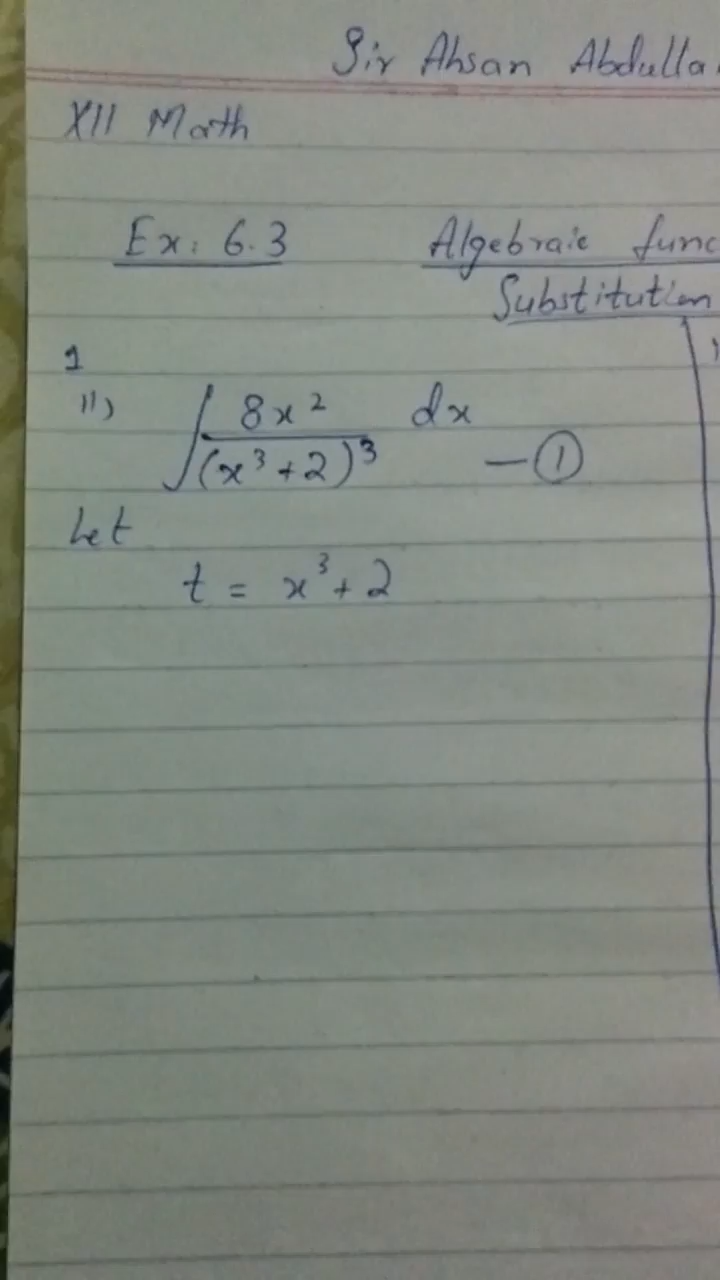 Sir Ahsan Abdulla
XII Math
Ex: 6.3 Algebraic func
Substitution
1
ii) ∫ 8x² / (x³+2)³ dx — ①
Let
t = x³ + 2